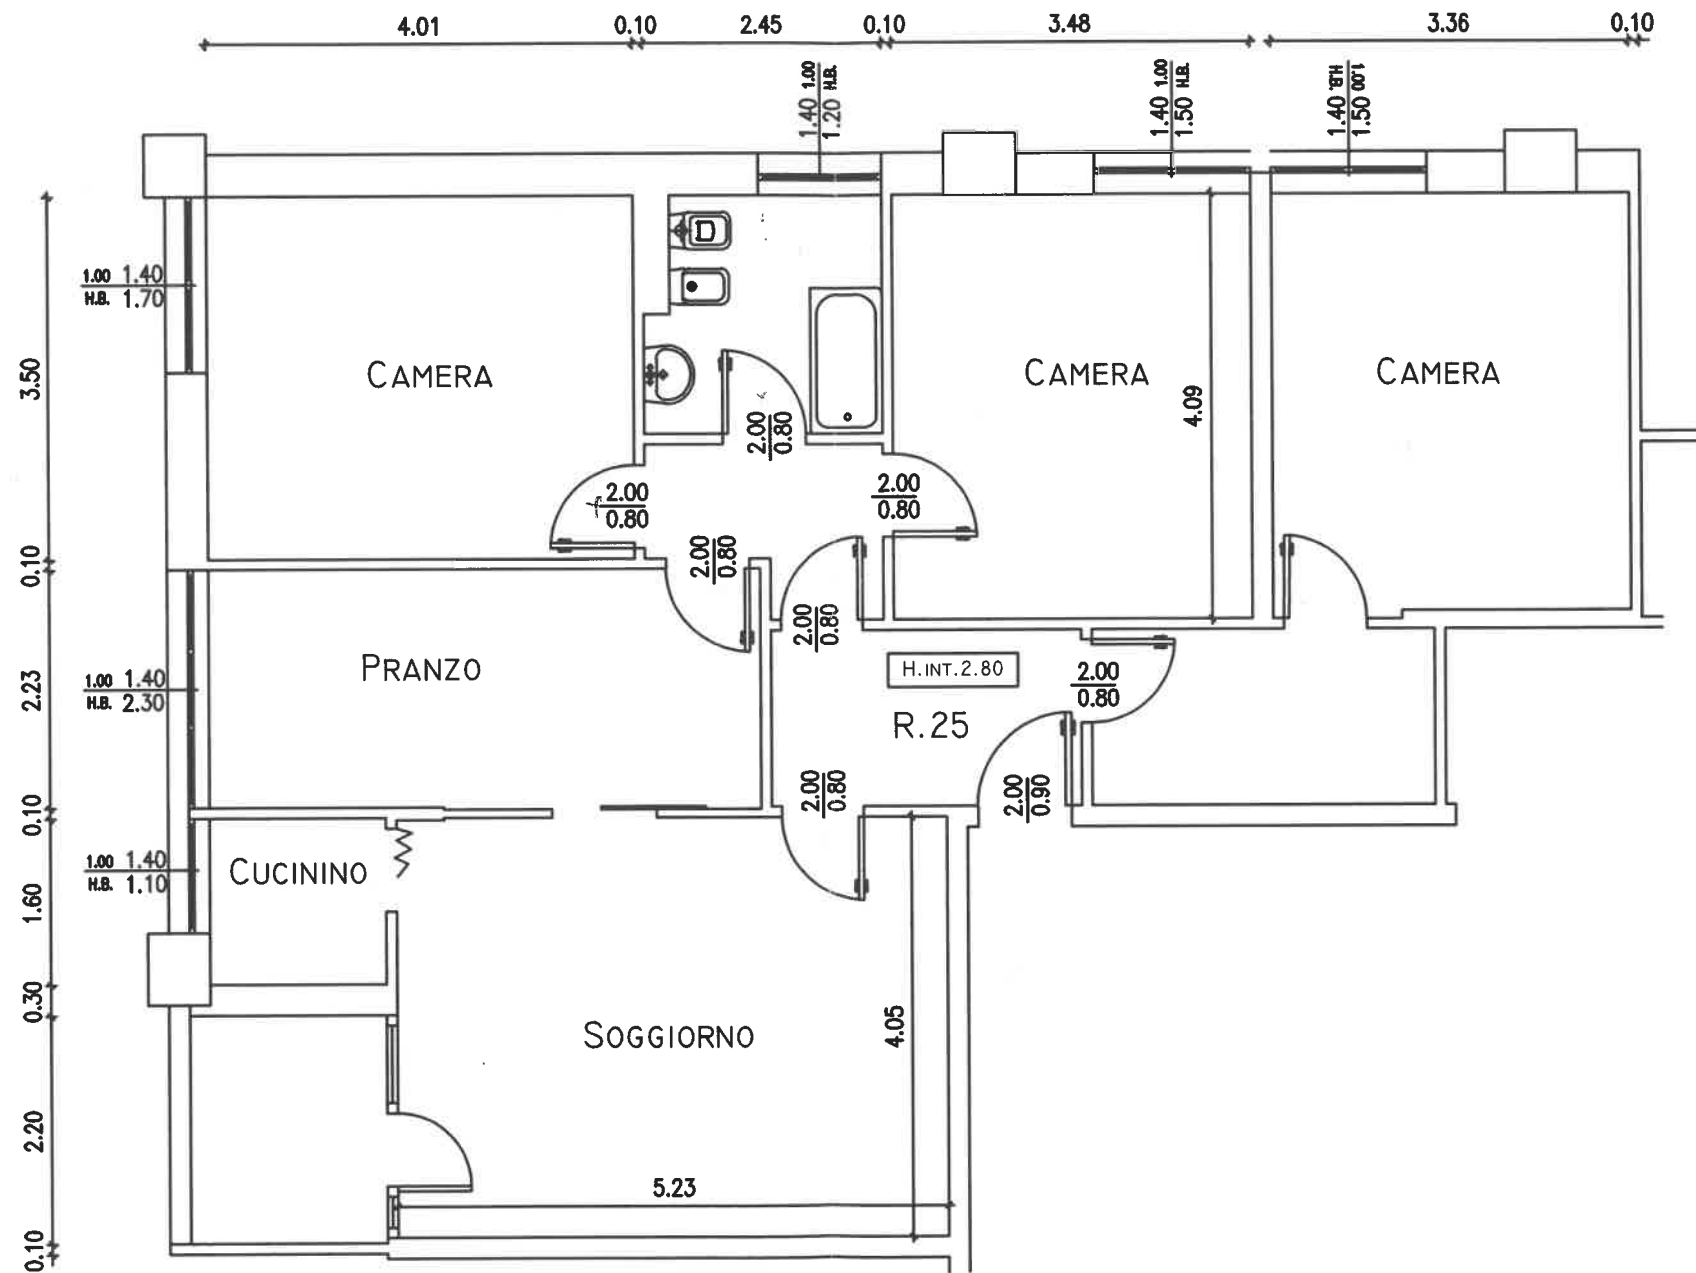 4.01 0.10 2.45 0.10 3.48 3.36 0.10
1.40 1.00
1.20 H.B.
1.40 1.00
1.50 H.B.
1.40 H.B.
1.50 1.00
3.50
0.10
2.23
0.10
1.60
0.30
2.20
0.10
1.00 1.40
H.B. 1.70
CAMERA
CAMERA
CAMERA
4.09
2.00
0.80
2.00
0.80
2.00
0.80
2.00
0.80
2.00
0.80
1.00 1.40
H.B. 2.30
PRANZO
H.INT.2.80
2.00
0.80
R.25
2.00
0.80
2.00
0.90
1.00 1.40
H.B. 1.10
CUCININO
SOGGIORNO
4.05
5.23